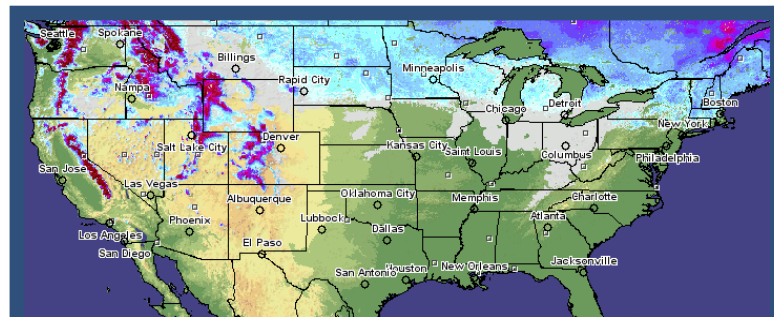 Seattle
Spokane
Billings
Minneapolis
Rapid City
Nampa
Chicago
Detroit
Boston
New York
Salt Lake City
Denver
Kansas City
Saint Louis
Columbus
Philadelphia
San Jose
Las Vegas
Albuquerque
Oklahoma City
Memphis
Charlotte
Phoenix
Lubbock
Atlanta
Los Angeles
Dallas
El Paso
San Diego
Jacksonville
San Antonio
Houston
New Orleans